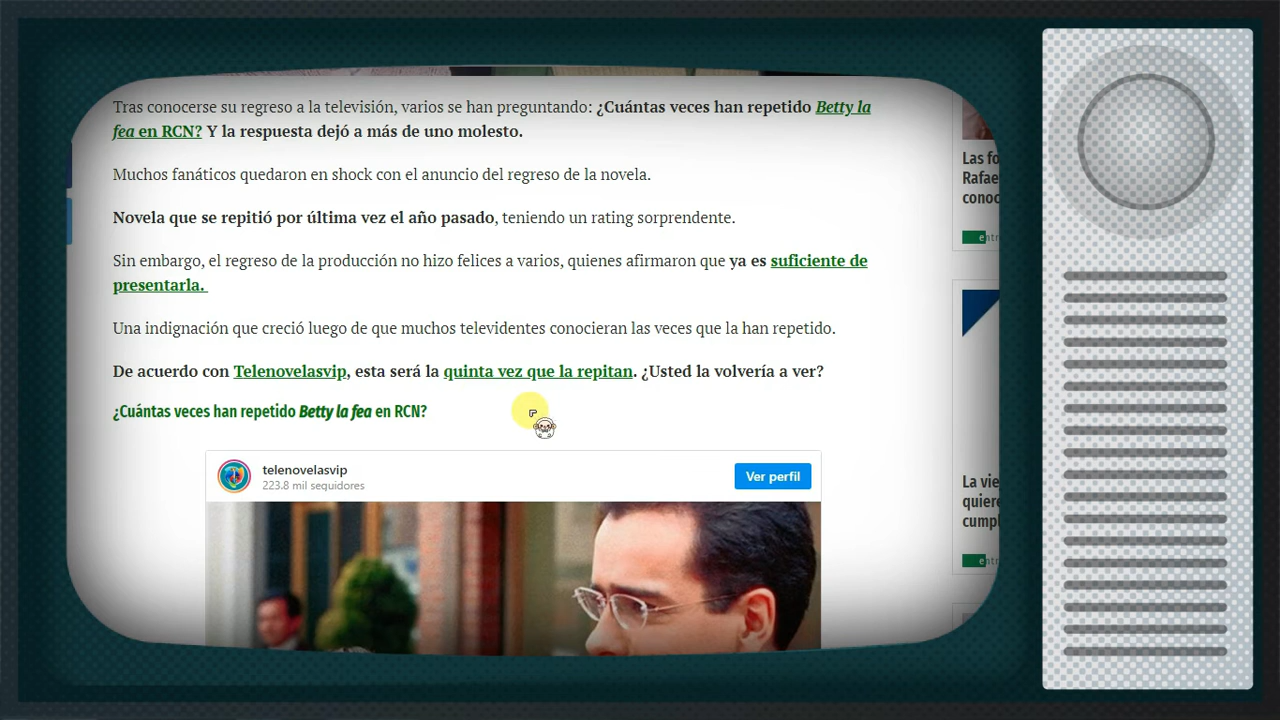 Tras conocerse su regreso a la televisión, varios se han preguntando: ¿Cuántas veces han repetido Betty la
fea en RCN? Y la respuesta dejó a más de uno molesto.
Muchos fanáticos quedaron en shock con el anuncio del regreso de la novela.
Novela que se repitió por última vez el año pasado, teniendo un rating sorprendente.
Sin embargo, el regreso de la producción no hizo felices a varios, quienes afirmaron que ya es suficiente de
presentarla.
Una indignación que creció luego de que muchos televidentes conocieran las veces que la han repetido.
De acuerdo con Telenovelasvip, esta será la quinta vez que la repitan. ¿Usted la volvería a ver?
¿Cuántas veces han repetido Betty la fea en RCN?
telenovelasvip
223.8 mil seguidores
Ver perfil
Las fo
Rafae
conoc
entr
La vie
quiere
cumpl
entr